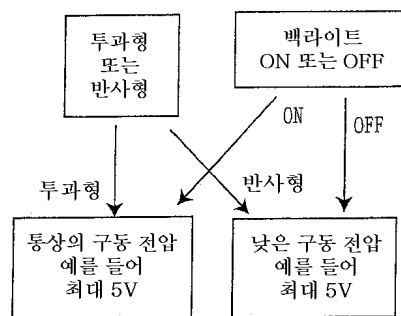 투과형
또는
반사형
백라이트
ON 또는 OFF
ON
OFF
투과형
반사형
통상의 구동 전압
예를 들어
최대 5V
낮은 구동 전압
예를 들어
최대 5V